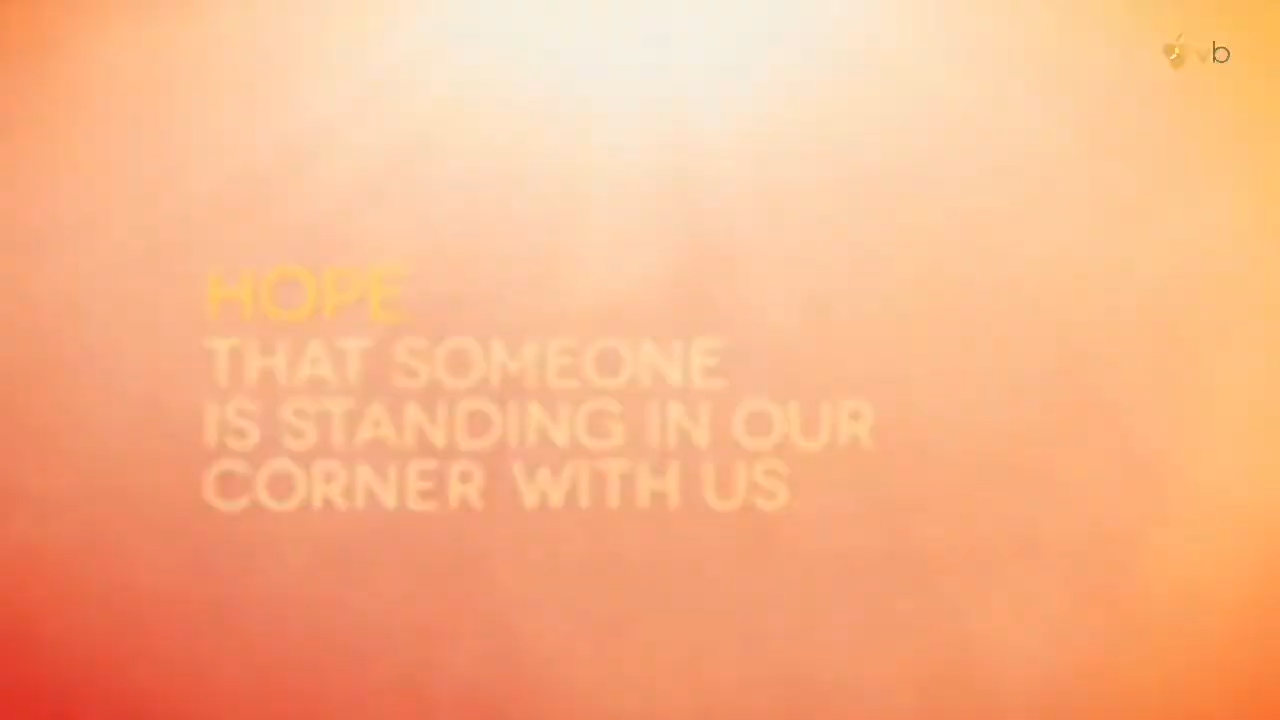 HOPE
THAT SOMEONE
IS STANDING IN OUR
CORNER WITH US
b